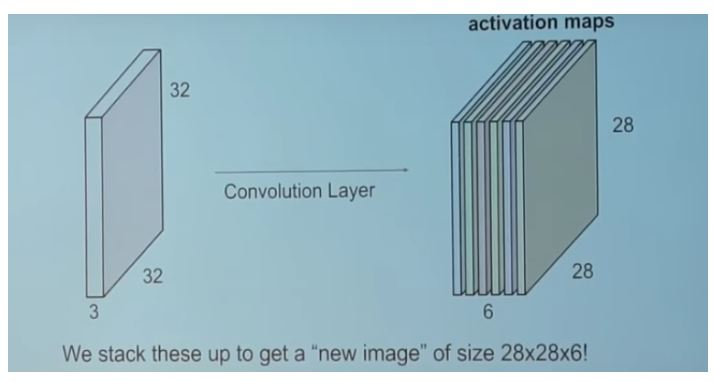 activation maps
32
28
Convolution Layer
32
28
3
6
We stack these up to get a “new image” of size 28x28x6!